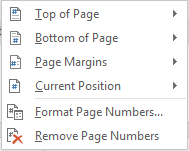 Top of Page
Bottom of Page
Page Margins
Current Position
Format Page Numbers...
Remove Page Numbers